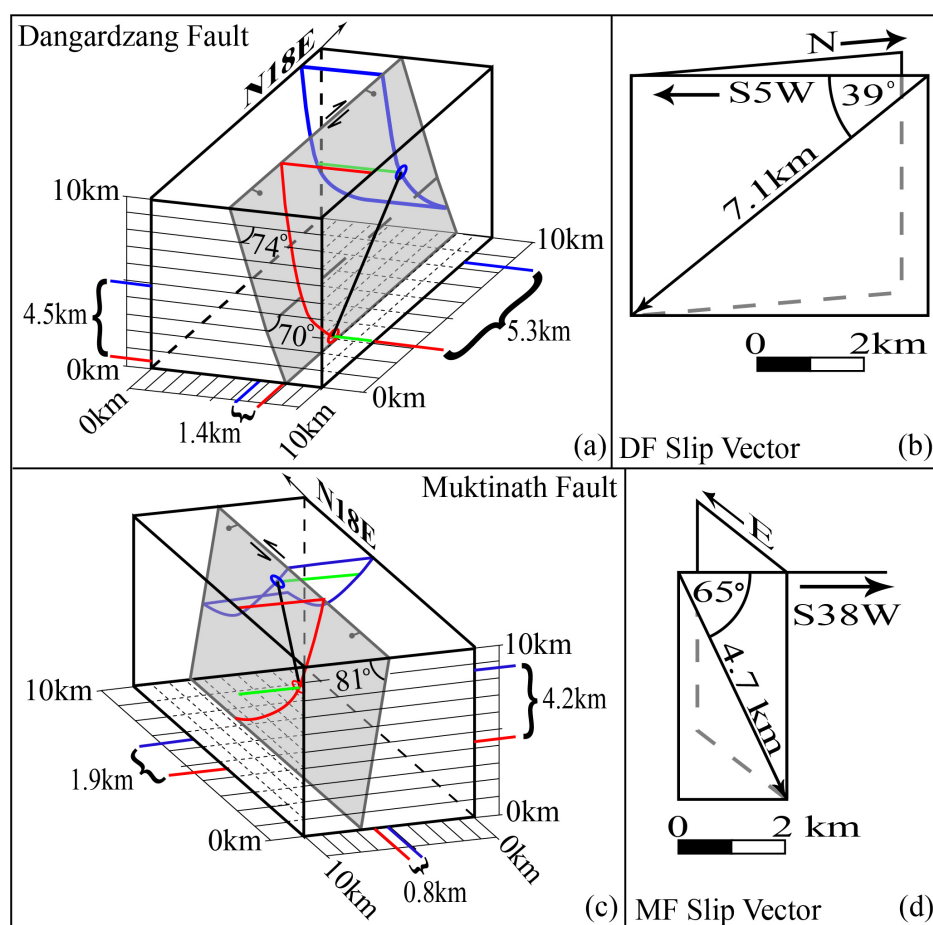 Dangardzang Fault
N18E
10km
74°
10km
4.5km
70°
5.3km
0km
0km
0km
1.4km
10km
(a)
N
S5W
39°
7.1km
0
2km
DF Slip Vector
(b)
Muktinath Fault
N18E
10km
81°
10km
4.2km
1.9km
0km
0km
0km
10km
0.8km
(c)
E
65°
S38W
4.7 km
0
2 km
MF Slip Vector
(d)